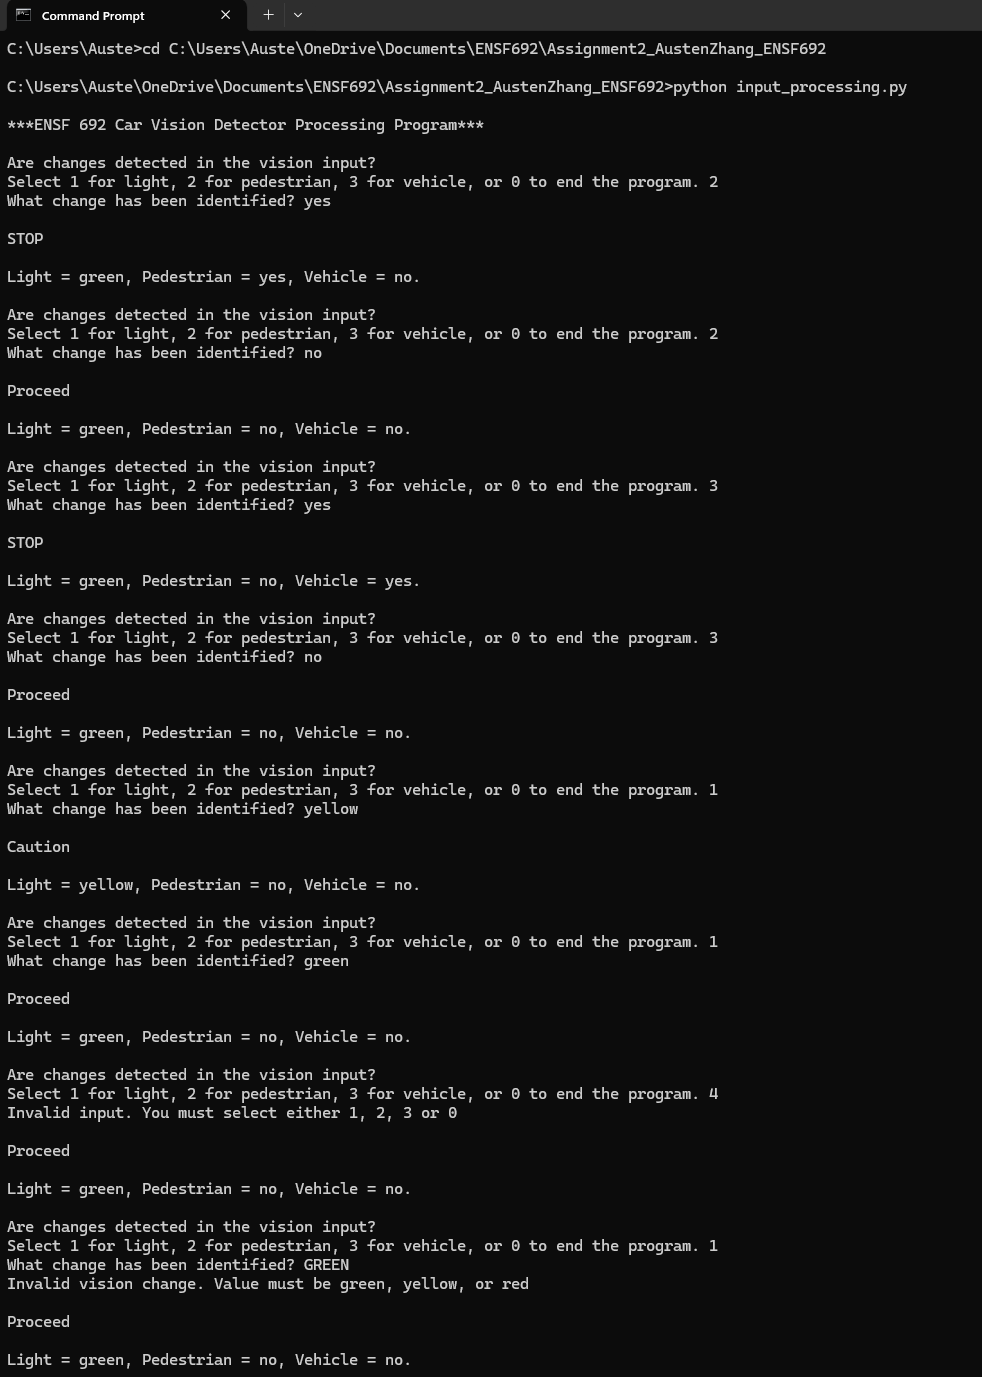 Command Prompt
C:\Users\Auste>cd C:\Users\Auste\OneDrive\Documents\ENSF692\Assignment2_AustenZhang_ENSF692
C:\Users\Auste\OneDrive\Documents\ENSF692\Assignment2_AustenZhang_ENSF692>python input_processing.py
***ENSF 692 Car Vision Detector Processing Program***
Are changes detected in the vision input?
Select 1 for light, 2 for pedestrian, 3 for vehicle, or 0 to end the program. 2
What change has been identified? yes
STOP
Light = green, Pedestrian = yes, Vehicle = no.
Are changes detected in the vision input?
Select 1 for light, 2 for pedestrian, 3 for vehicle, or 0 to end the program. 2
What change has been identified? no
Proceed
Light = green, Pedestrian = no, Vehicle = no.
Are changes detected in the vision input?
Select 1 for light, 2 for pedestrian, 3 for vehicle, or 0 to end the program. 3
What change has been identified? yes
STOP
Light = green, Pedestrian = no, Vehicle = yes.
Are changes detected in the vision input?
Select 1 for light, 2 for pedestrian, 3 for vehicle, or 0 to end the program. 3
What change has been identified? no
Proceed
Light = green, Pedestrian = no, Vehicle = no.
Are changes detected in the vision input?
Select 1 for light, 2 for pedestrian, 3 for vehicle, or 0 to end the program. 1
What change has been identified? yellow
Caution
Light = yellow, Pedestrian = no, Vehicle = no.
Are changes detected in the vision input?
Select 1 for light, 2 for pedestrian, 3 for vehicle, or 0 to end the program. 1
What change has been identified? green
Proceed
Light = green, Pedestrian = no, Vehicle = no.
Are changes detected in the vision input?
Select 1 for light, 2 for pedestrian, 3 for vehicle, or 0 to end the program. 4
Invalid input. You must select either 1, 2, 3 or 0
Proceed
Light = green, Pedestrian = no, Vehicle = no.
Are changes detected in the vision input?
Select 1 for light, 2 for pedestrian, 3 for vehicle, or 0 to end the program. 1
What change has been identified? GREEN
Invalid vision change. Value must be green, yellow, or red
Proceed
Light = green, Pedestrian = no, Vehicle = no.